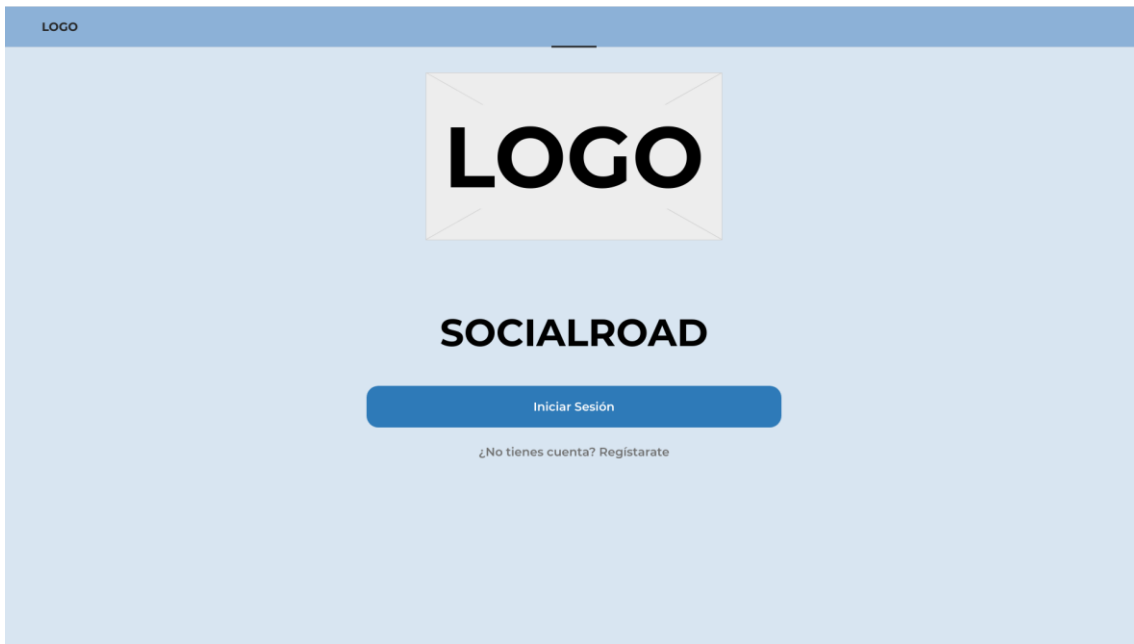 LOGO
LOGO
SOCIALROAD
Iniciar Sesión
¿No tienes cuenta? Regístarate